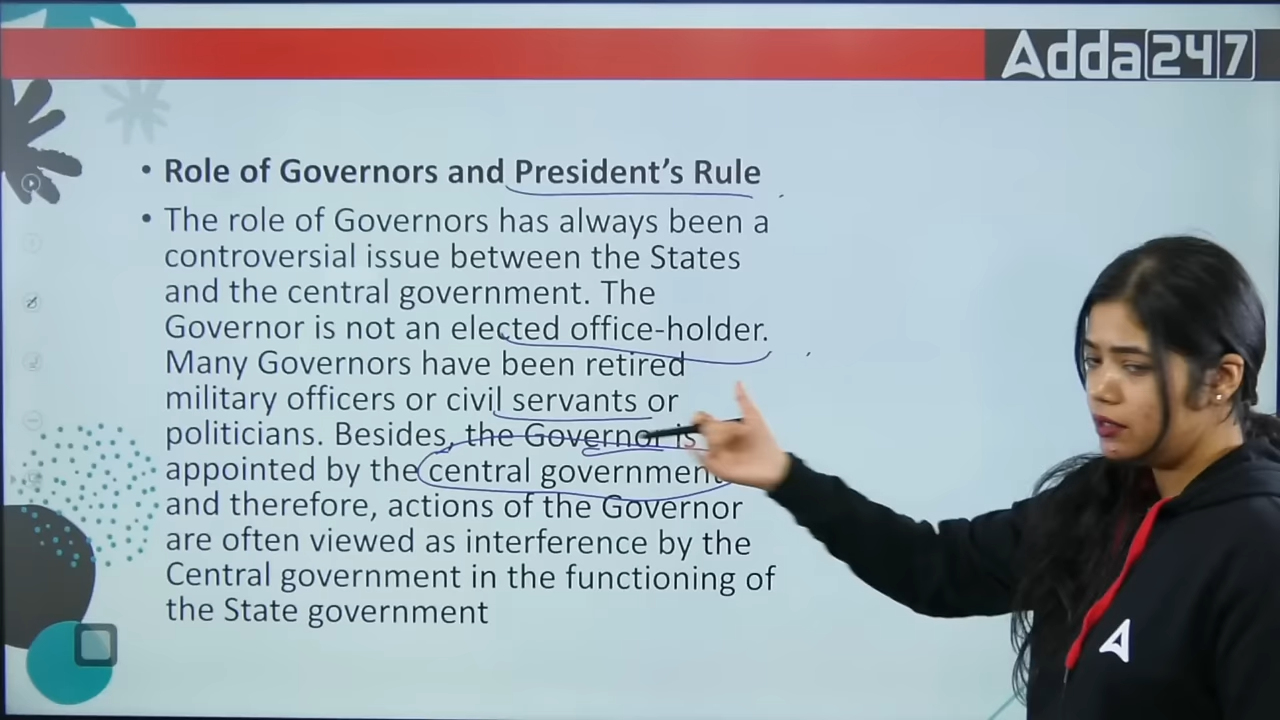 Adda247
• Role of Governors and President's Rule
• The role of Governors has always been a
controversial issue between the States
and the central government. The
Governor is not an elected office-holder.
Many Governors have been retired
military officers or civil servants or
politicians. Besides, the Governor is
appointed by the central government
and therefore, actions of the Governor
are often viewed as interference by the
Central government in the functioning of
the State government